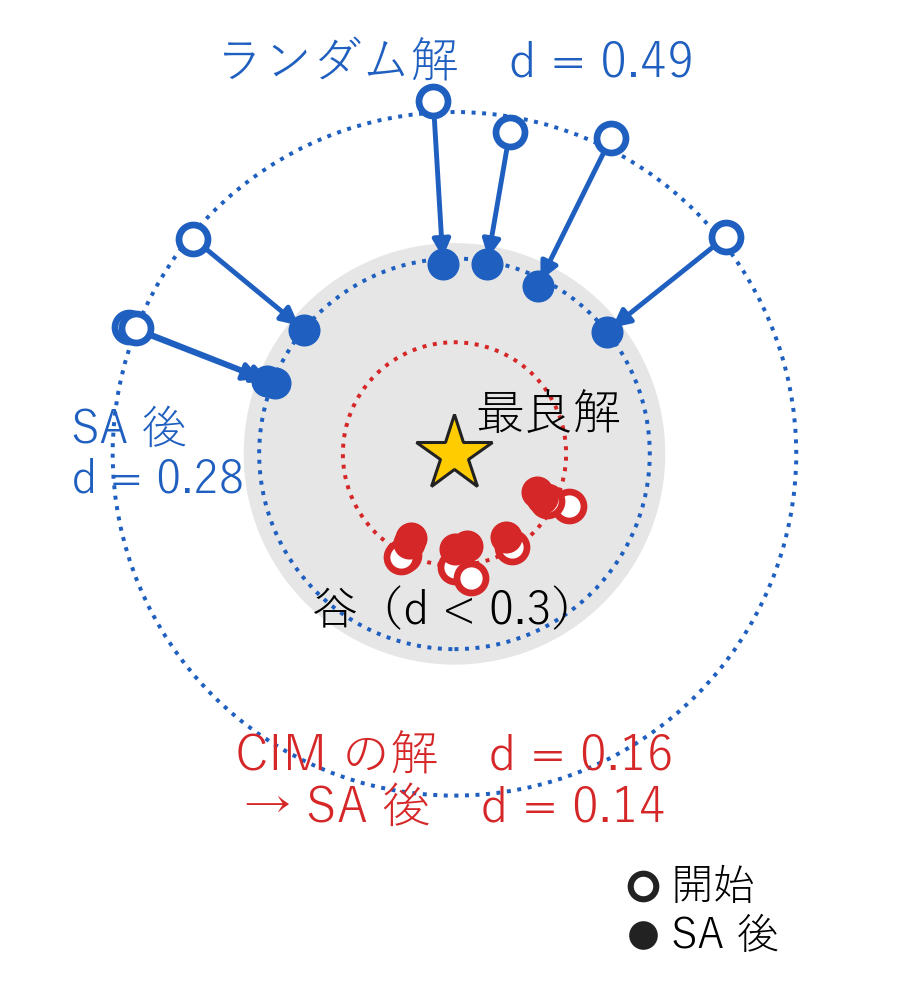 ランダム解　d = 0.49
最良解
SA 後
d = 0.28
谷（d < 0.3）
CIM の解　d = 0.16
→ SA 後　d = 0.14
開始
SA 後